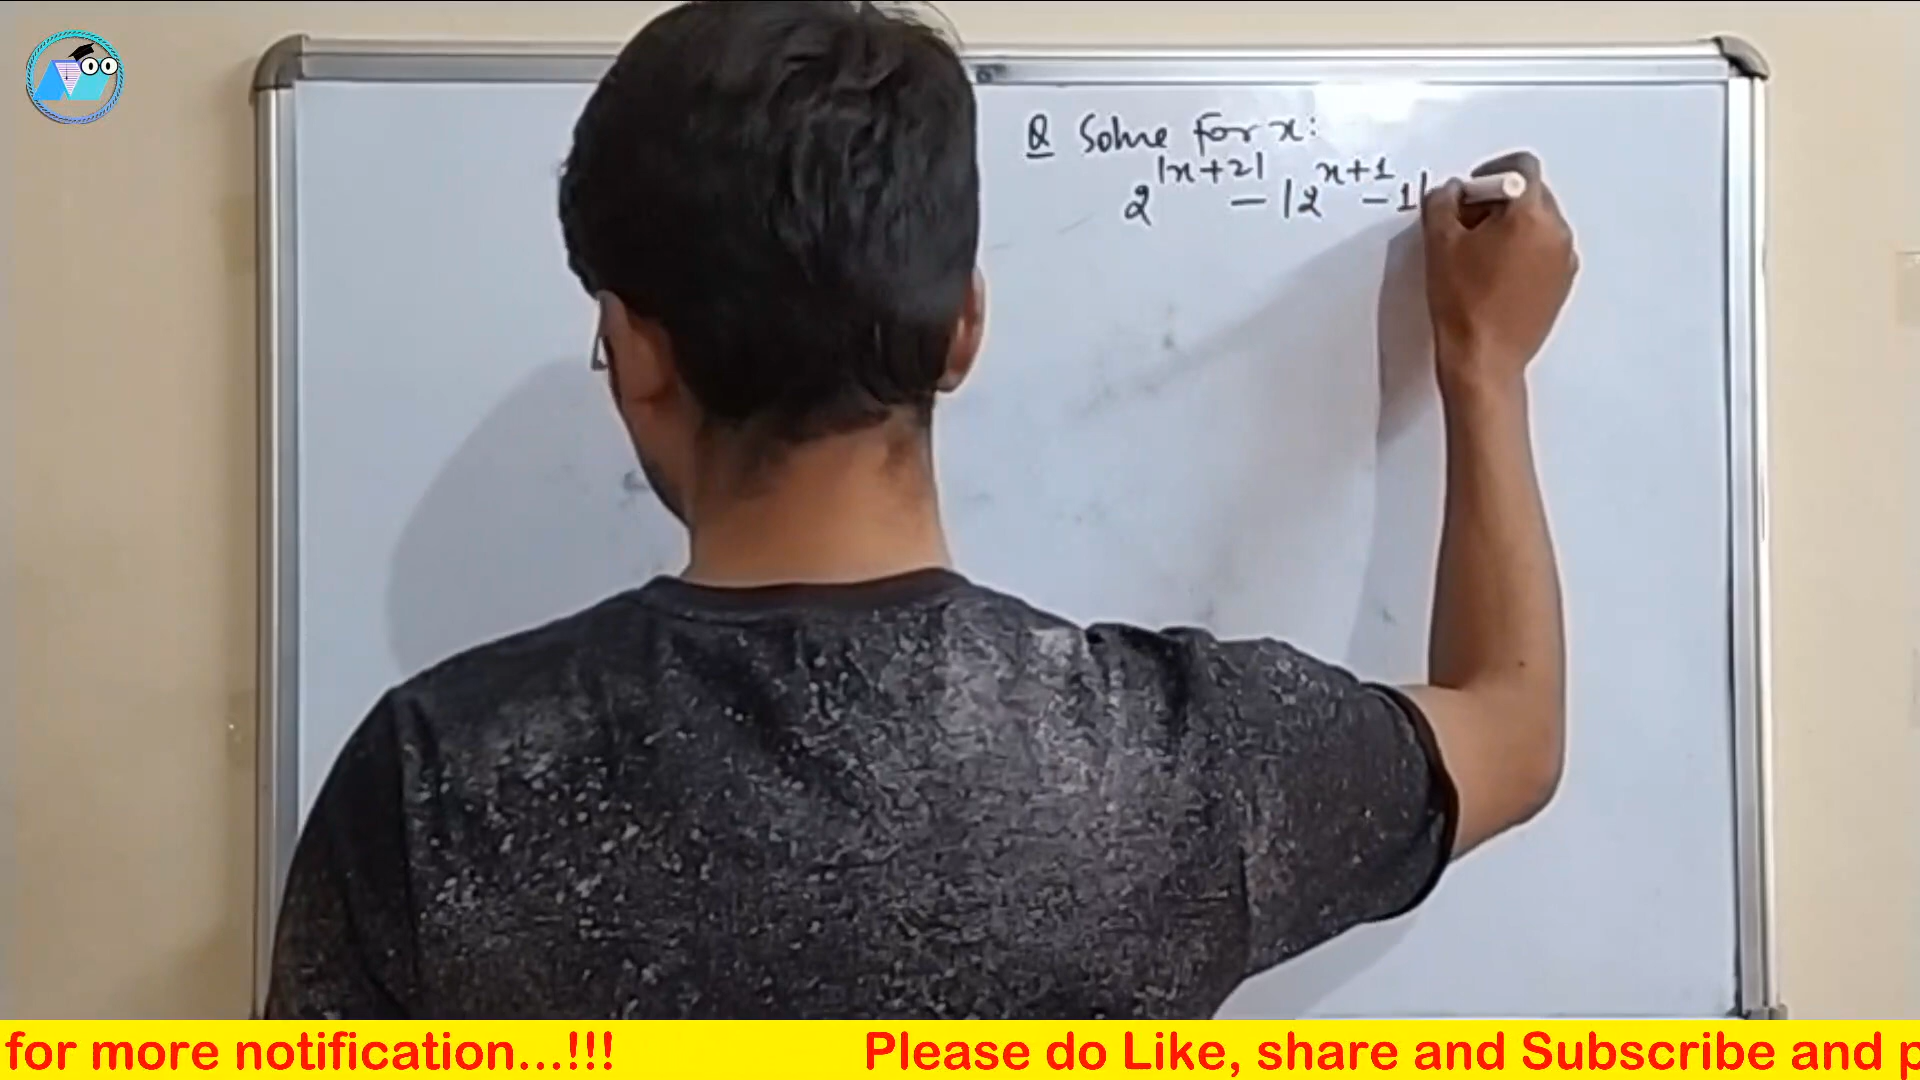 Q Solve for x:
2^|x+2| - |2^x+1 - 1|
for more notification...!!! Please do Like, share and Subscribe and p